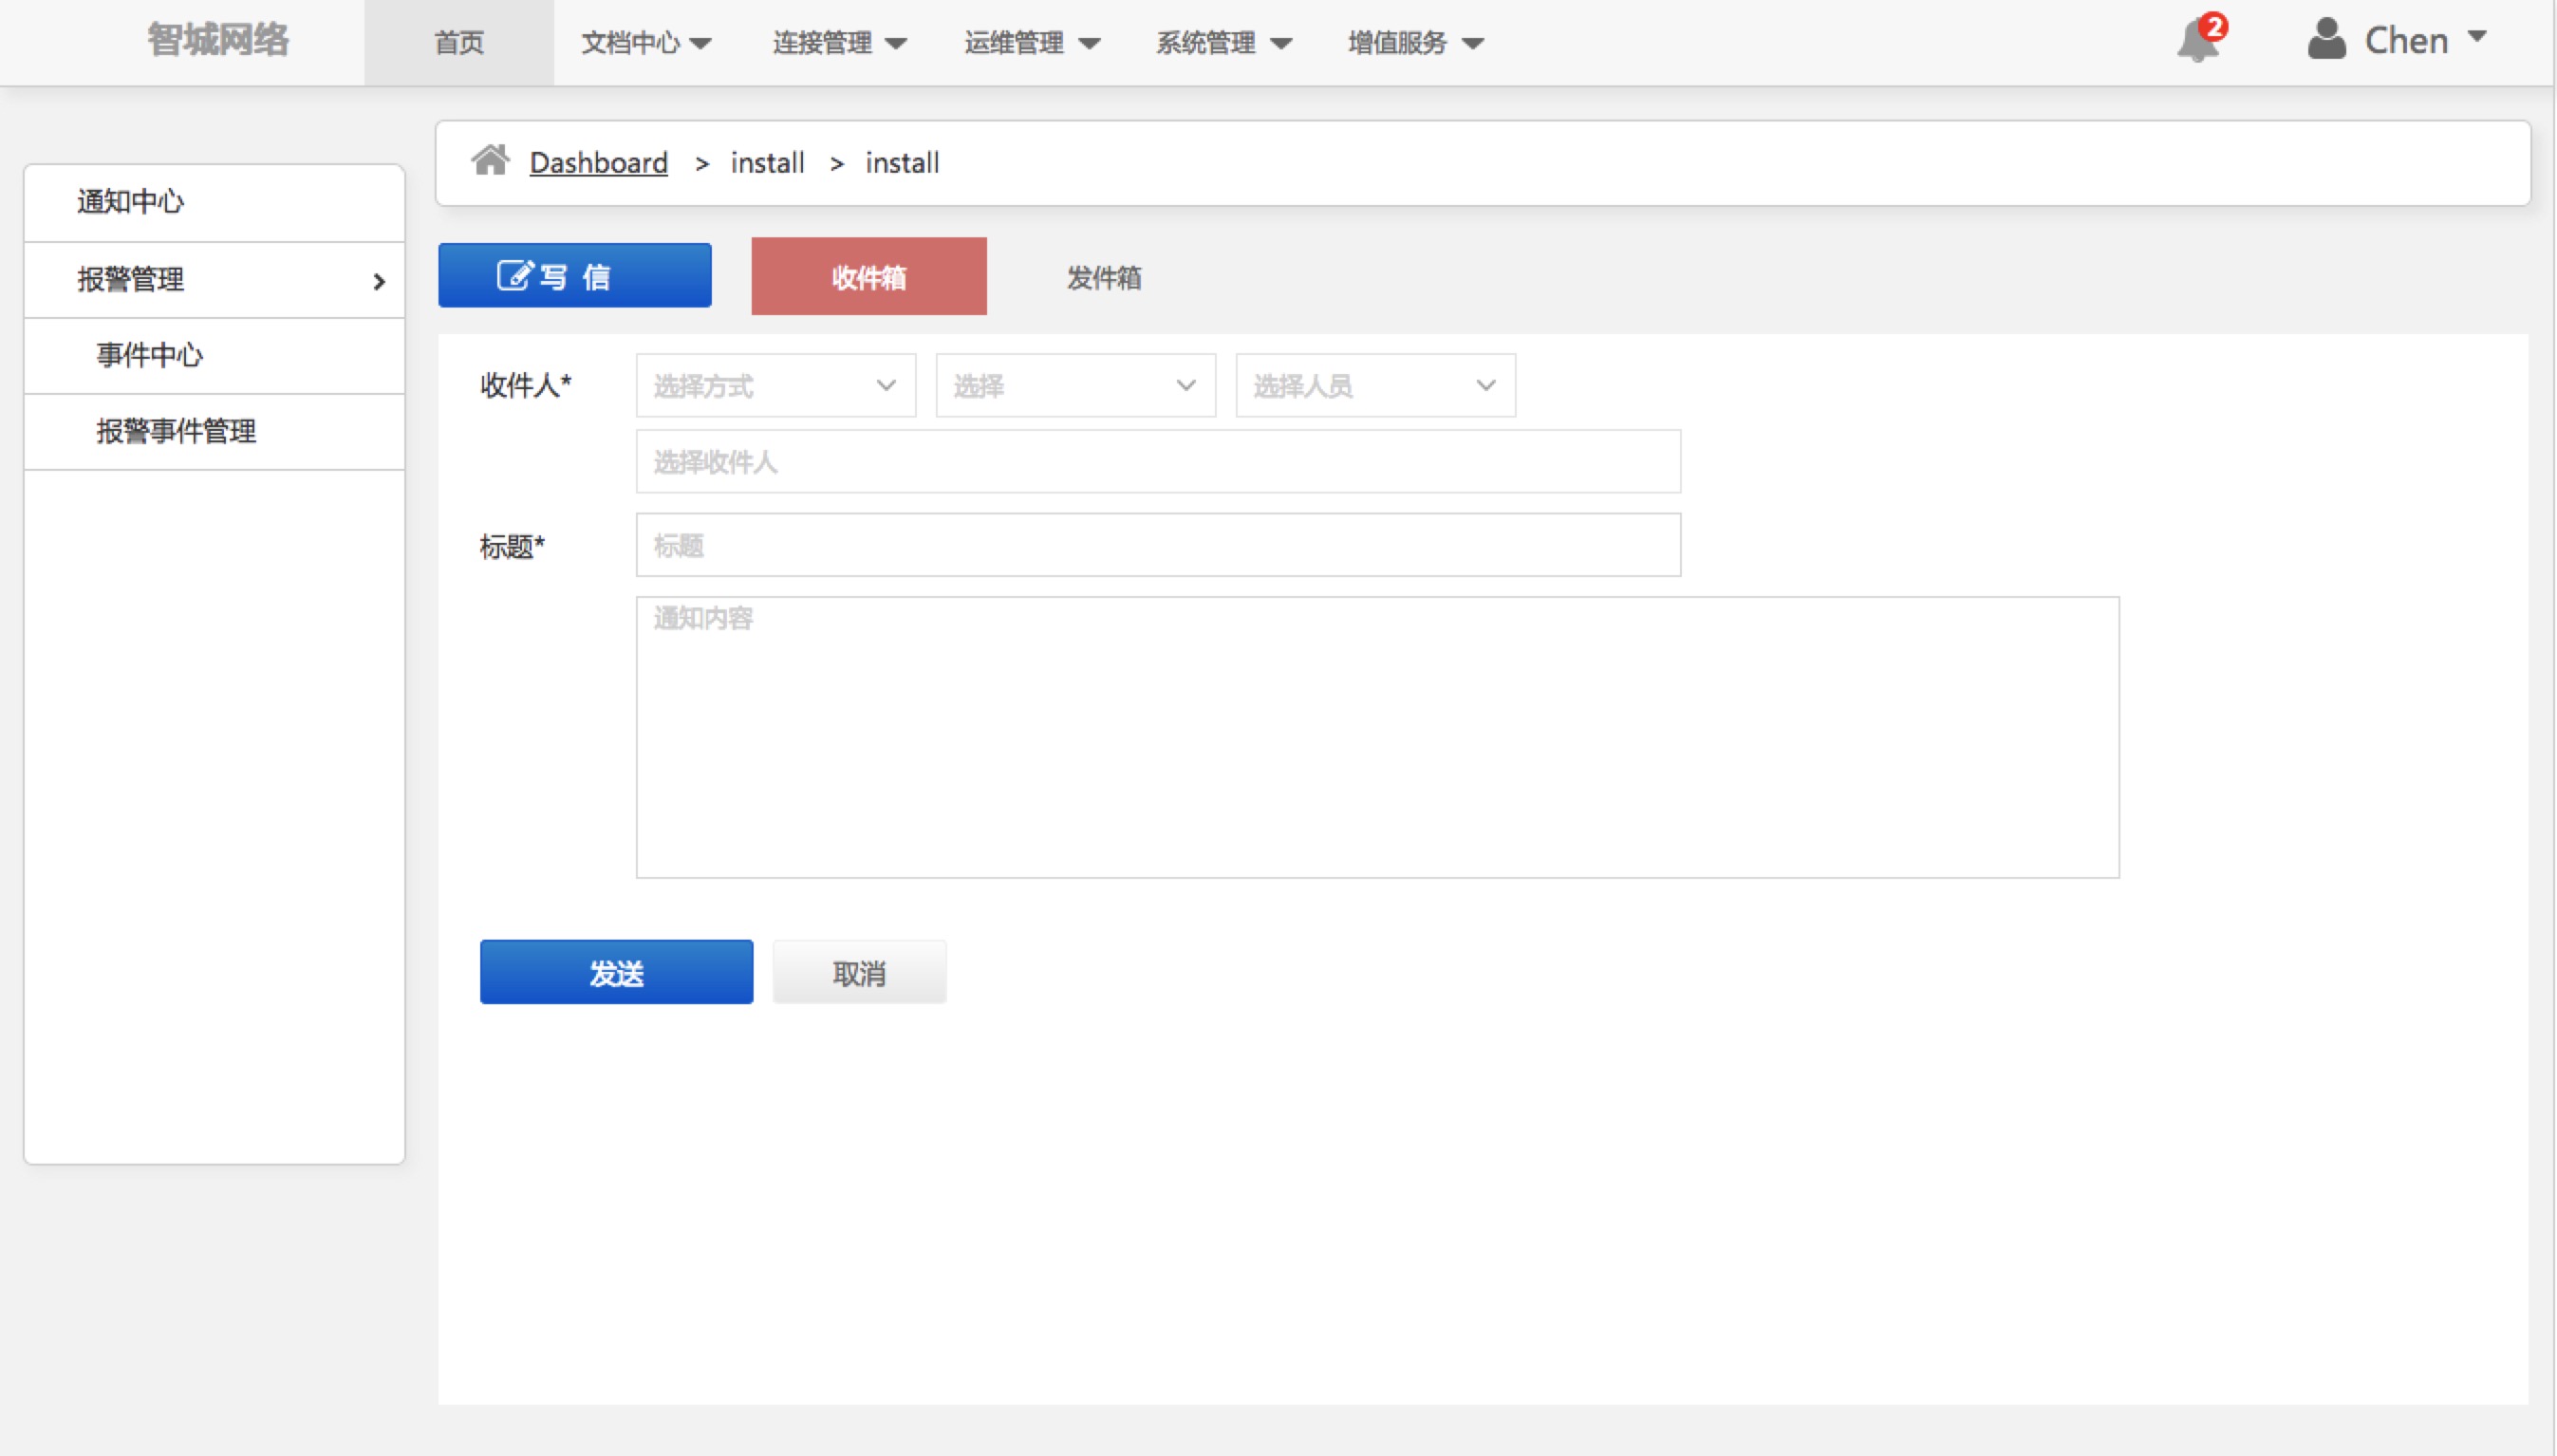 智城网络 首页 文档中心 连接管理 运维管理 系统管理 增值服务 2 Chen
Dashboard > install > install
通知中心
报警管理
事件中心
报警事件管理
写 信 收件箱 发件箱
收件人* 选择方式 选择 选择人员
选择收件人
标题* 标题
通知内容
发送 取消